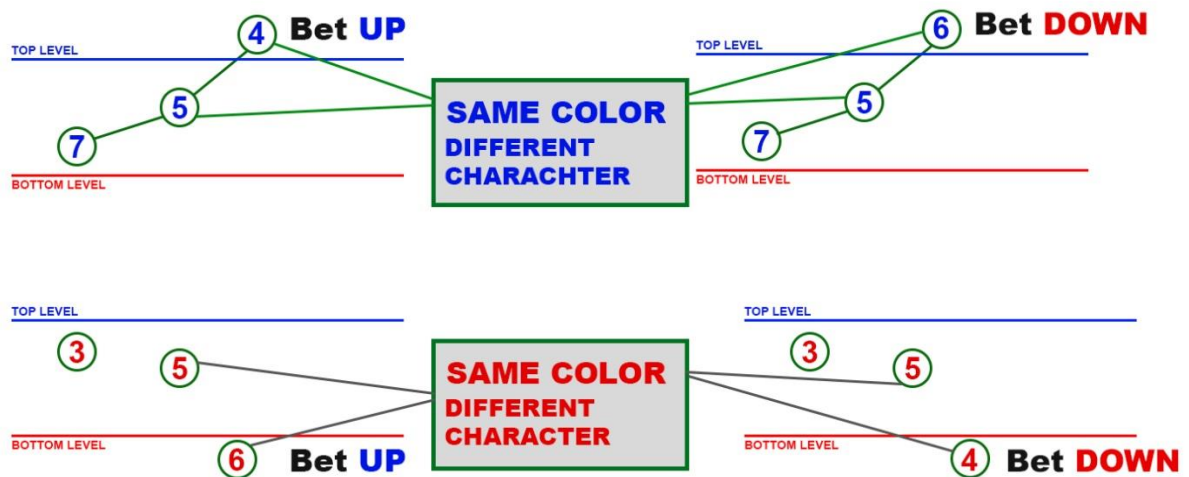 4 Bet UP
TOP LEVEL
5
7
BOTTOM LEVEL
SAME COLOR
DIFFERENT
CHARACHTER
6 Bet DOWN
TOP LEVEL
5
7
BOTTOM LEVEL
TOP LEVEL
3
5
BOTTOM LEVEL
6 Bet UP
SAME COLOR
DIFFERENT
CHARACTER
TOP LEVEL
3
5
BOTTOM LEVEL
4 Bet DOWN